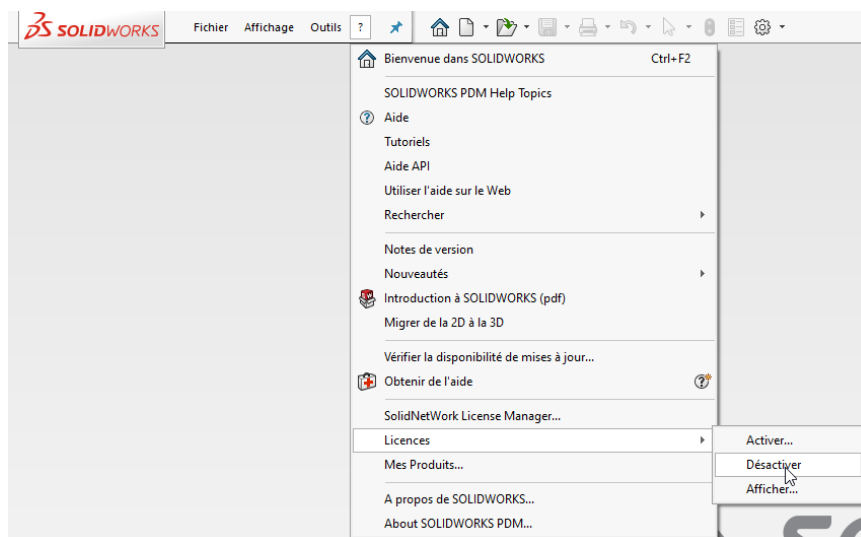 SOLIDWORKS Fichier Affichage Outils ?
Bienvenue dans SOLIDWORKS Ctrl+F2
SOLIDWORKS PDM Help Topics
Aide
Tutoriels
Aide API
Utiliser l'aide sur le Web
Rechercher
Notes de version
Nouveautés
Introduction à SOLIDWORKS (pdf)
Migrer de la 2D à la 3D
Vérifier la disponibilité de mises à jour...
Obtenir de l'aide
SolidNetWork License Manager...
Licences
Activer...
Mes Produits...
Désactiver
Afficher...
A propos de SOLIDWORKS...
About SOLIDWORKS PDM...